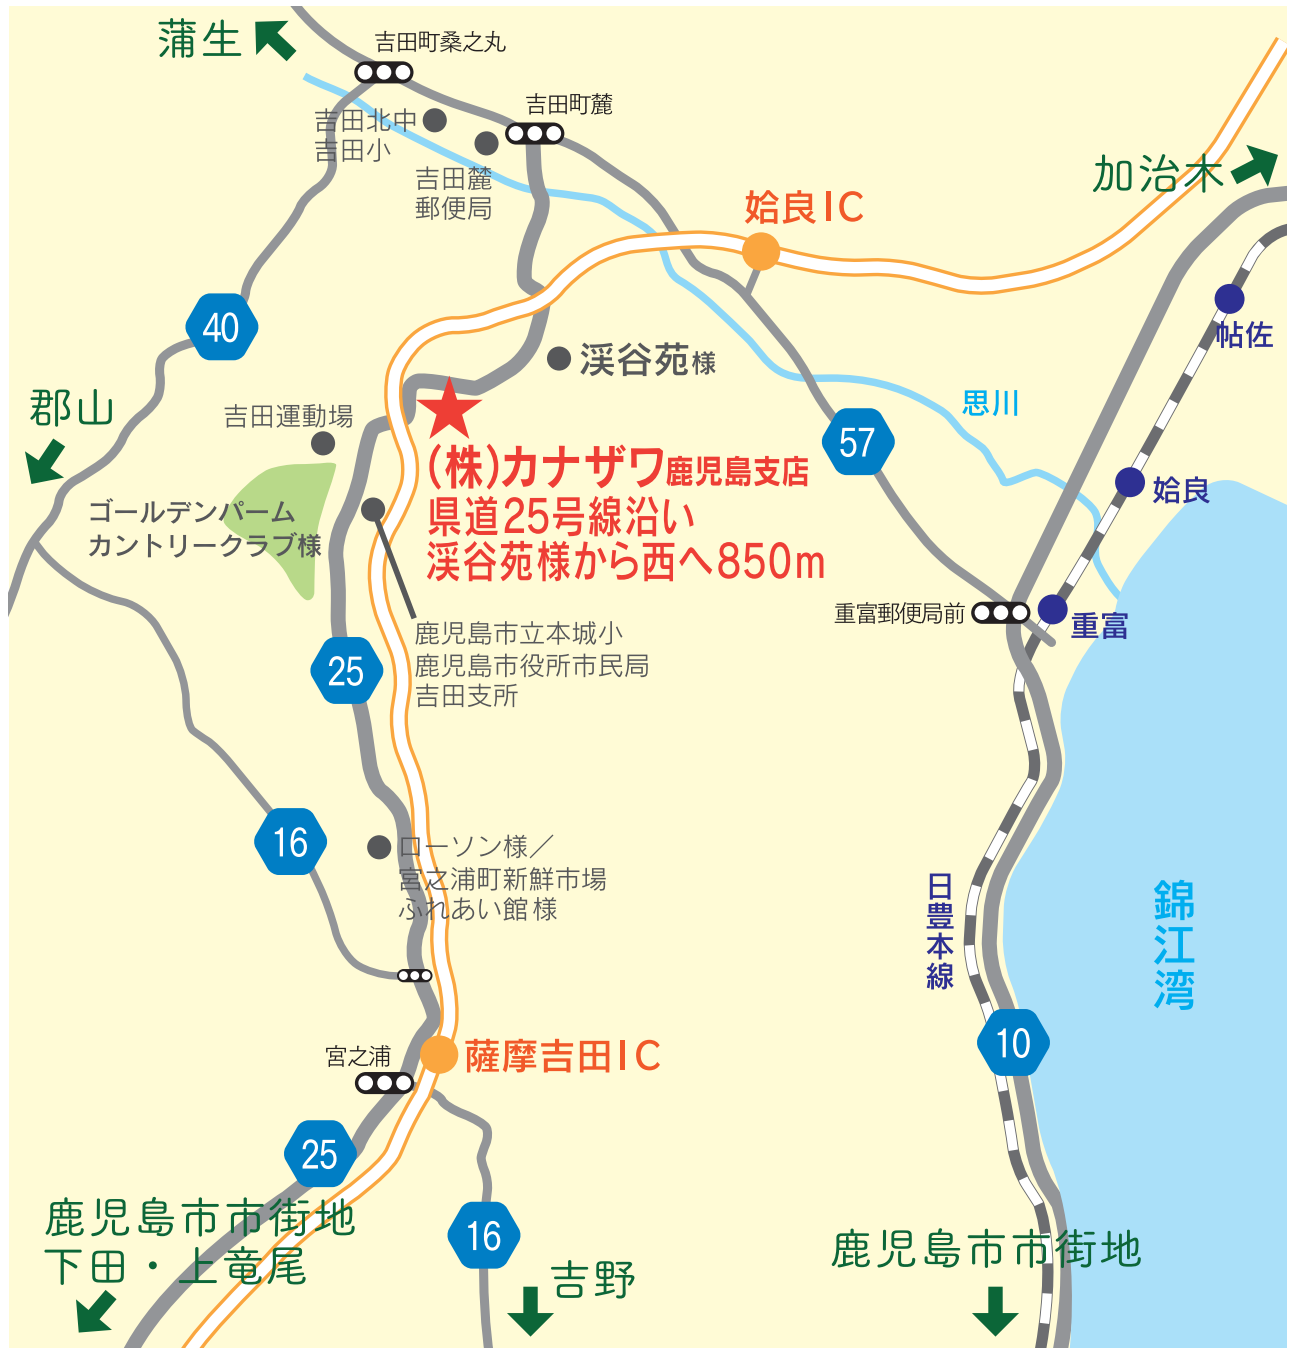 蒲生
吉田町桑之丸
吉田町麓
吉田北中
吉田小
吉田麓
郵便局
加治木
姶良IC
帖佐
40
渓谷苑様
郡山
吉田運動場
思川
57
(株)カナザワ鹿児島支店
県道25号線沿い
渓谷苑様から西へ850m
姶良
ゴールデンパーム
カントリークラブ様
重富郵便局前
重富
鹿児島市立本城小
鹿児島市役所市民局
吉田支所
25
16
ローソン様／
宮之浦町新鮮市場
ふれあい館様
日豊本線
錦江湾
10
宮之浦
薩摩吉田IC
25
鹿児島市市街地
下田・上竜尾
16
吉野
鹿児島市市街地